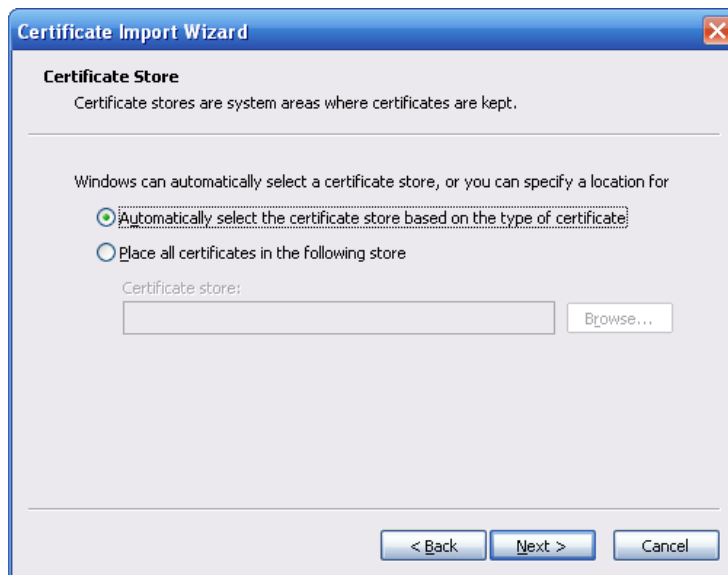 Certificate Import Wizard
Certificate Store
Certificate stores are system areas where certificates are kept.
Windows can automatically select a certificate store, or you can specify a location for
Automatically select the certificate store based on the type of certificate
Place all certificates in the following store
Certificate store:
Browse...
< Back Next > Cancel